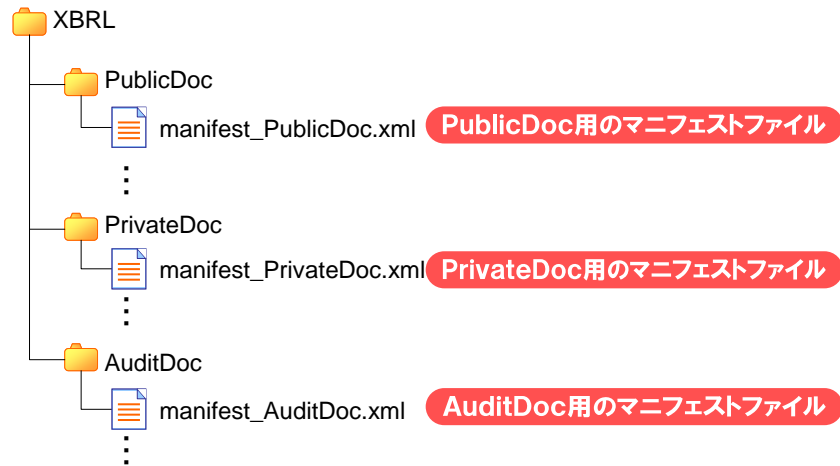 XBRL
PublicDoc
manifest_PublicDoc.xml PublicDoc用のマニフェストファイル
PrivateDoc
manifest_PrivateDoc.xml PrivateDoc用のマニフェストファイル
AuditDoc
manifest_AuditDoc.xml AuditDoc用のマニフェストファイル